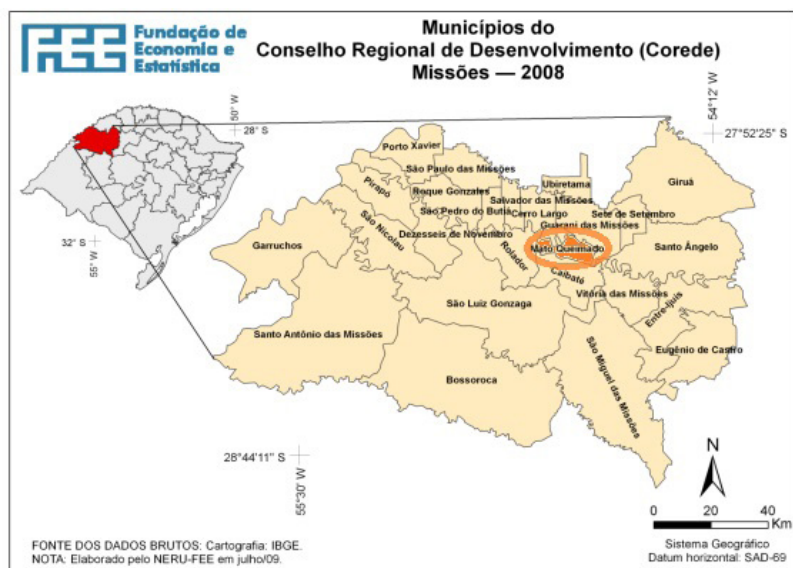 Fundação de
Economia e
Estatística
FEE
Municípios do
Conselho Regional de Desenvolvimento (Corede)
Missões — 2008
50° W
28° S
54°12' W
27°52'25" S
32° S
55° W
Porto Xavier
São Paulo das Missões
Ubiretama
Giruá
Pirapó
Roque Gonzales
Salvador das Missões
São Pedro do Butiá
Cerro Largo
Sete de Setembro
Guarani das Missões
São Nicolau
Dezesseis de Novembro
Garruchos
Rolador
Mato Queimado
Santo Ângelo
Caibaté
Vitória das Missões
Entre-Ijuís
São Luiz Gonzaga
Santo Antônio das Missões
Eugênio de Castro
São Miguel das Missões
Bossoroca
28°44'11" S
55°30' W
N
0 20 40
Km
Sistema Geográfico
Datum horizontal: SAD-69
FONTE DOS DADOS BRUTOS: Cartografia: IBGE.
NOTA: Elaborado pelo NERU-FEE em julho/09.